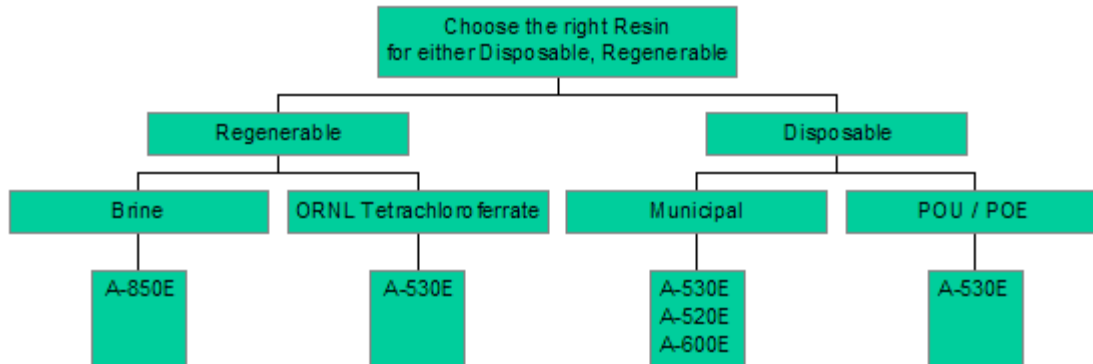 Choose the right Resin
for either Disposable, Regenerable
Regenerable
Disposable
Brine
ORNL Tetrachloroferrate
Municipal
POU / POE
A-850E
A-530E
A-530E
A-520E
A-600E
A-530E